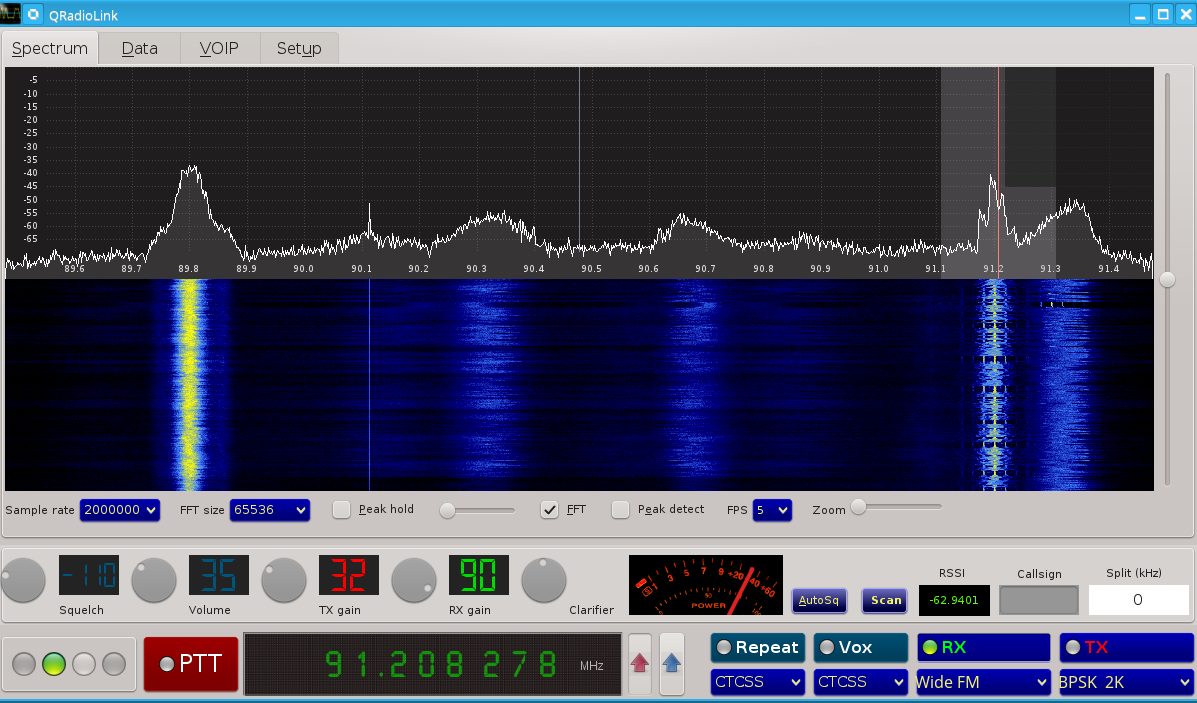 QRadioLink
Spectrum Data VOIP Setup
-5
-10
-15
-20
-25
-30
-35
-40
-45
-50
-55
-60
-65
89.6 89.7 89.8 89.9 90.0 90.1 90.2 90.3 90.4 90.5 90.6 90.7 90.8 90.9 91.0 91.1 91.2 91.3 91.4
Sample rate 2000000 FFT size 65536 Peak hold FFT Peak detect FPS 5 Zoom
-110 35 32 90
Squelch Volume TX gain RX gain Clarifier
1 3 5 7 9 +20 +40 +60
0 50 100
POWER
AutoSq Scan
RSSI Callsign Split (kHz)
-62.9401 0
PTT 91.208 278 MHz
Repeat Vox RX TX
CTCSS CTCSS Wide FM BPSK 2K